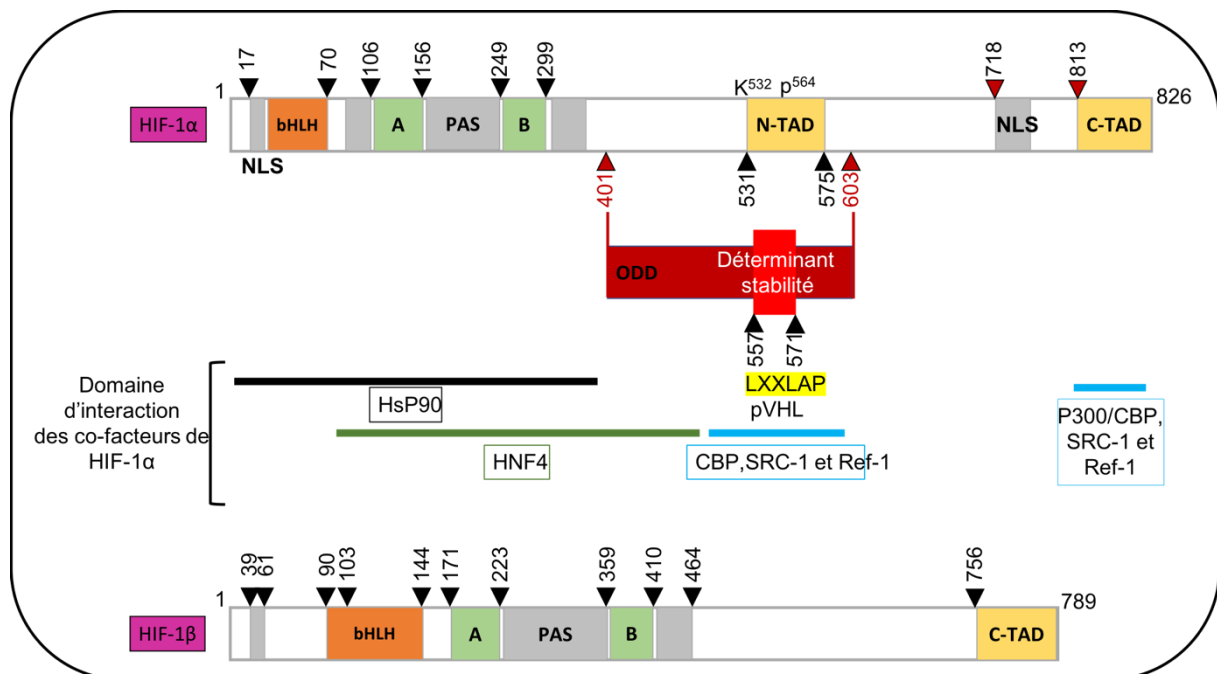 17 70 106 156 249 299 718 813
K532 p564
1 826
HIF-1α bHLH A PAS B N-TAD NLS C-TAD
NLS
401 531 575 603
ODD Déterminant
stabilité
557 571
LXXLAP
pVHL
Domaine
d’interaction
des co-facteurs de
HIF-1α
HsP90
HNF4
CBP,SRC-1 et Ref-1
P300/CBP,
SRC-1 et
Ref-1
39 61 90 103 144 171 223 359 410 464 756
1 789
HIF-1β bHLH A PAS B C-TAD